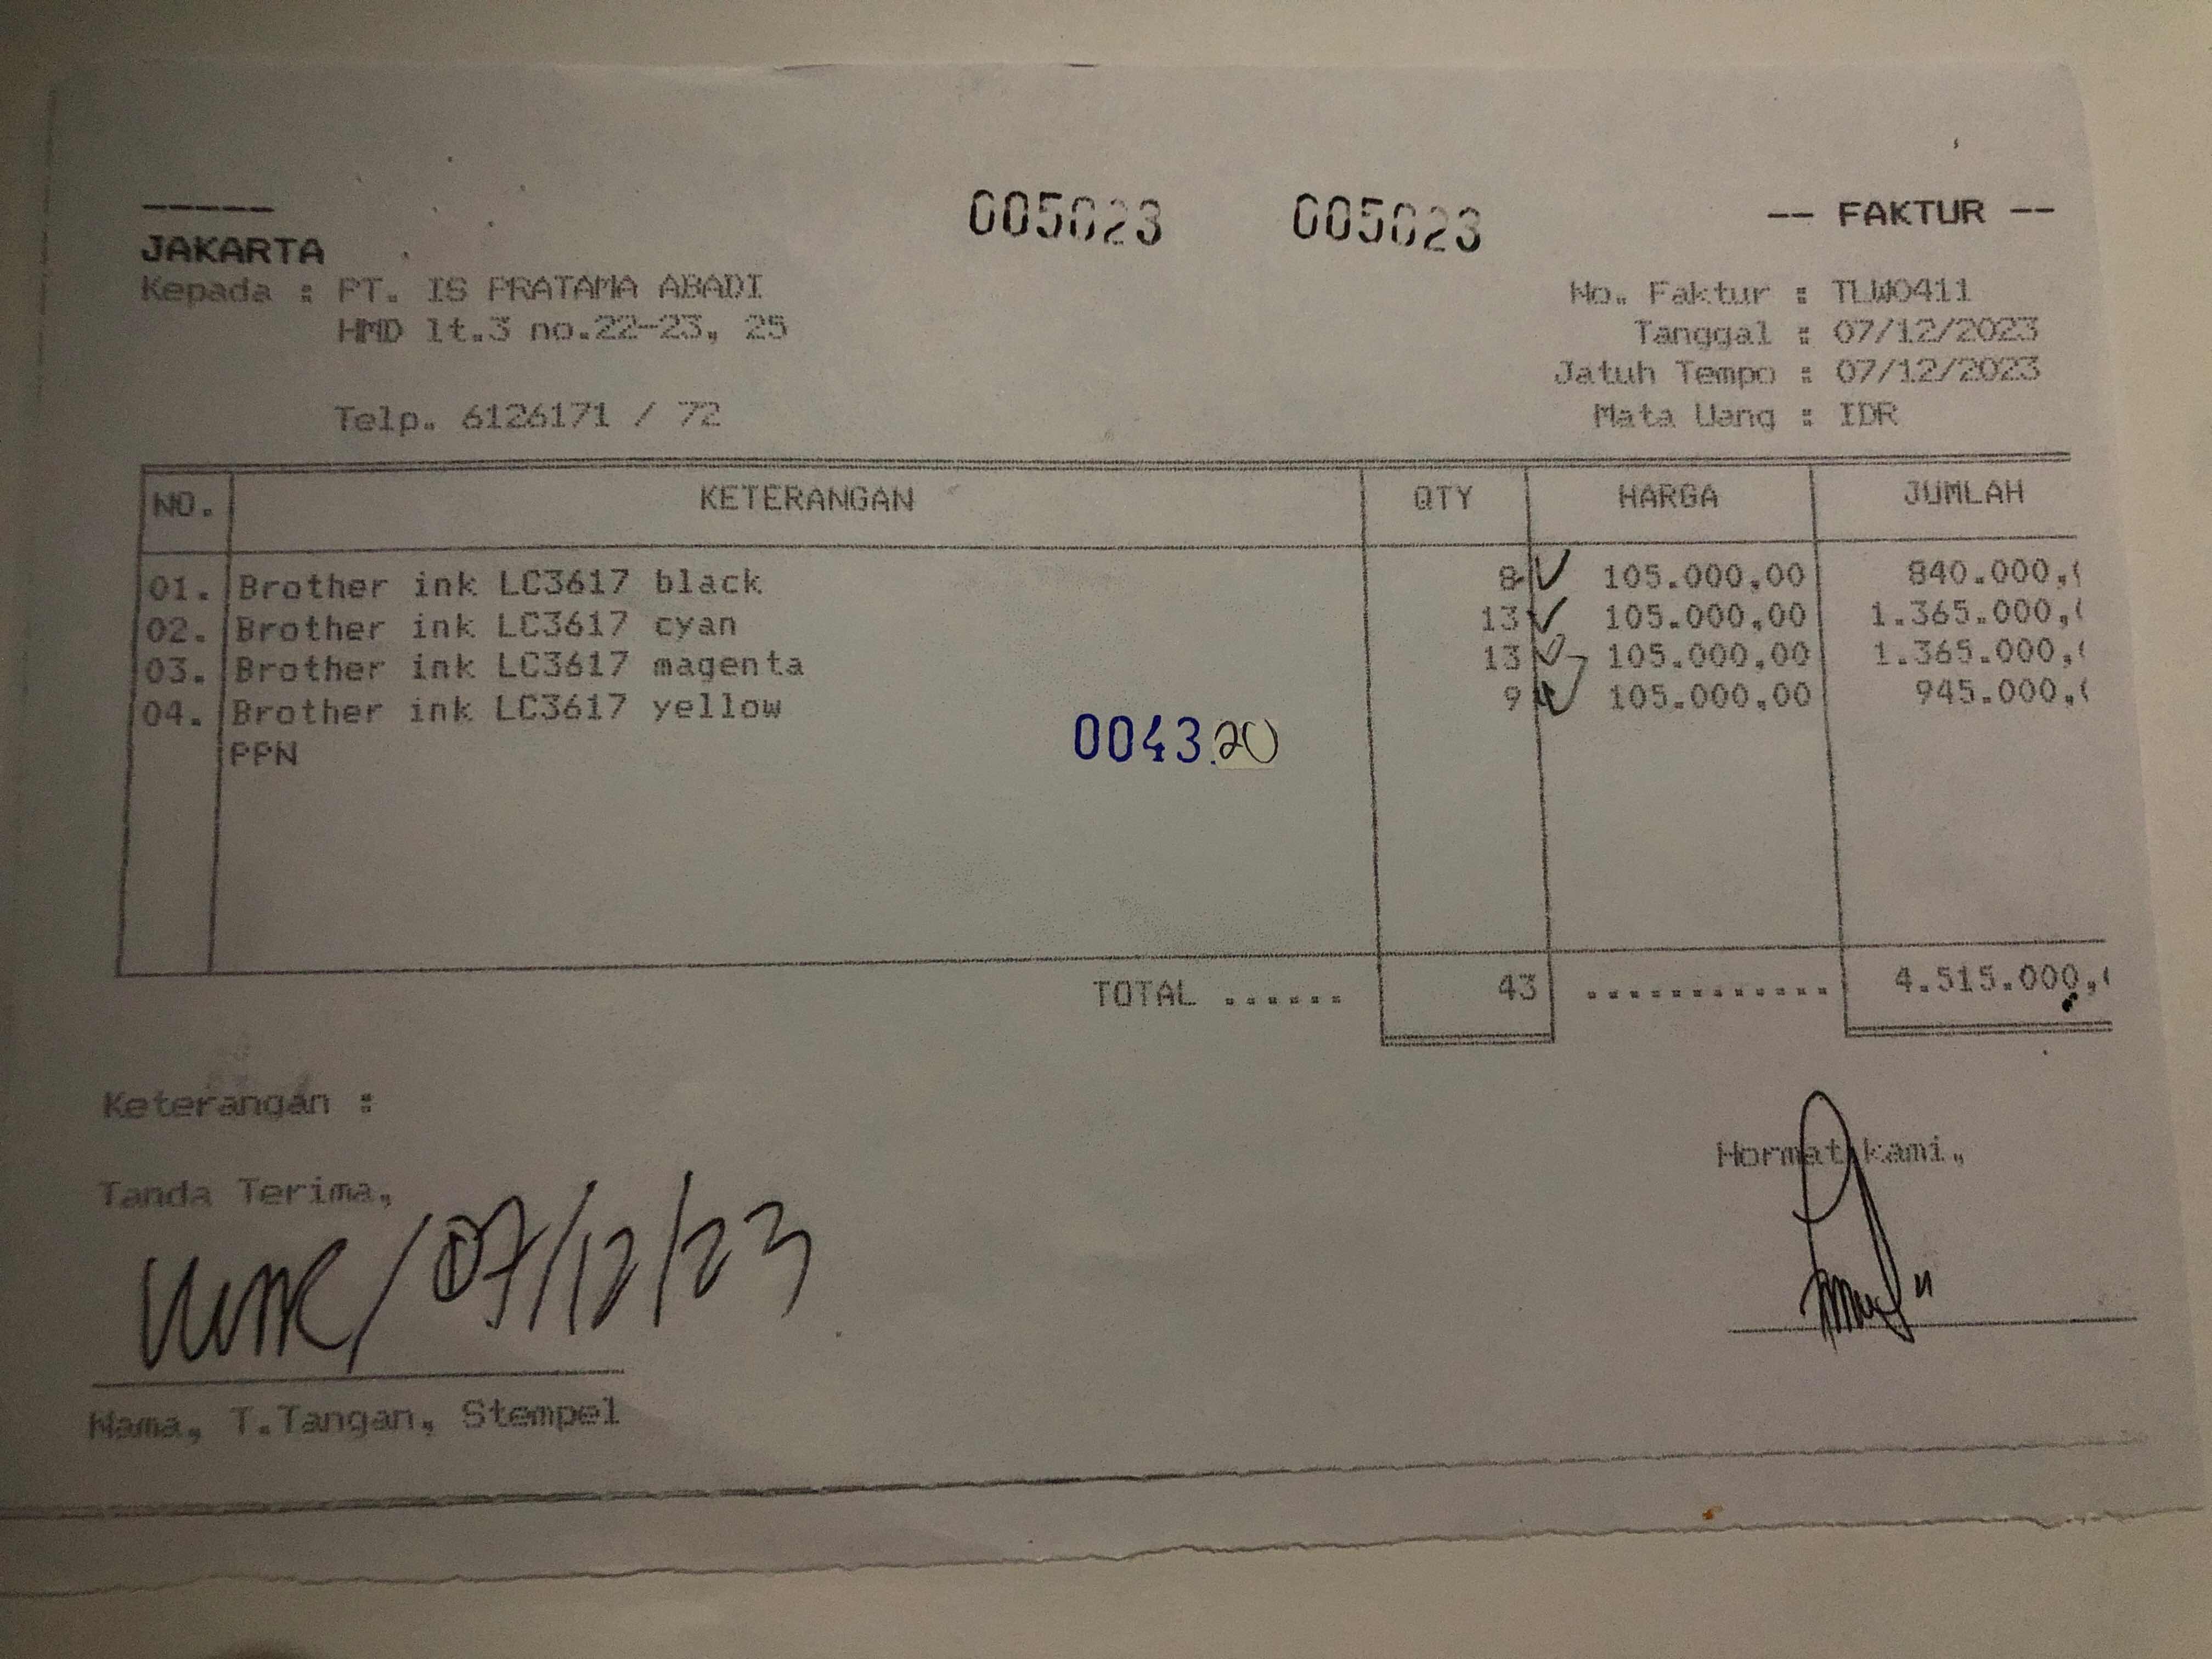 005023 005023
-- FAKTUR --
JAKARTA
Kepada : PT. IS PRATAMA ABADI
HMD lt.3 no.22-23, 25
Telp. 6126171 / 72
No. Faktur : TLW0411
Tanggal : 07/12/2023
Jatuh Tempo : 07/12/2023
Mata Uang : IDR
NO. KETERANGAN QTY HARGA JUMLAH
01. Brother ink LC3617 black 8 105.000,00 840.000,
02. Brother ink LC3617 cyan 13 105.000,00 1.365.000,
03. Brother ink LC3617 magenta 13 105.000,00 1.365.000,
04. Brother ink LC3617 yellow 9 105.000,00 945.000,
PPN
004320
TOTAL ...... 43 ............ 4.515.000,
Keterangan :
Tanda Terima,
Hormat kami,
/ 07/12/23
Nama, T.Tangan, Stempel